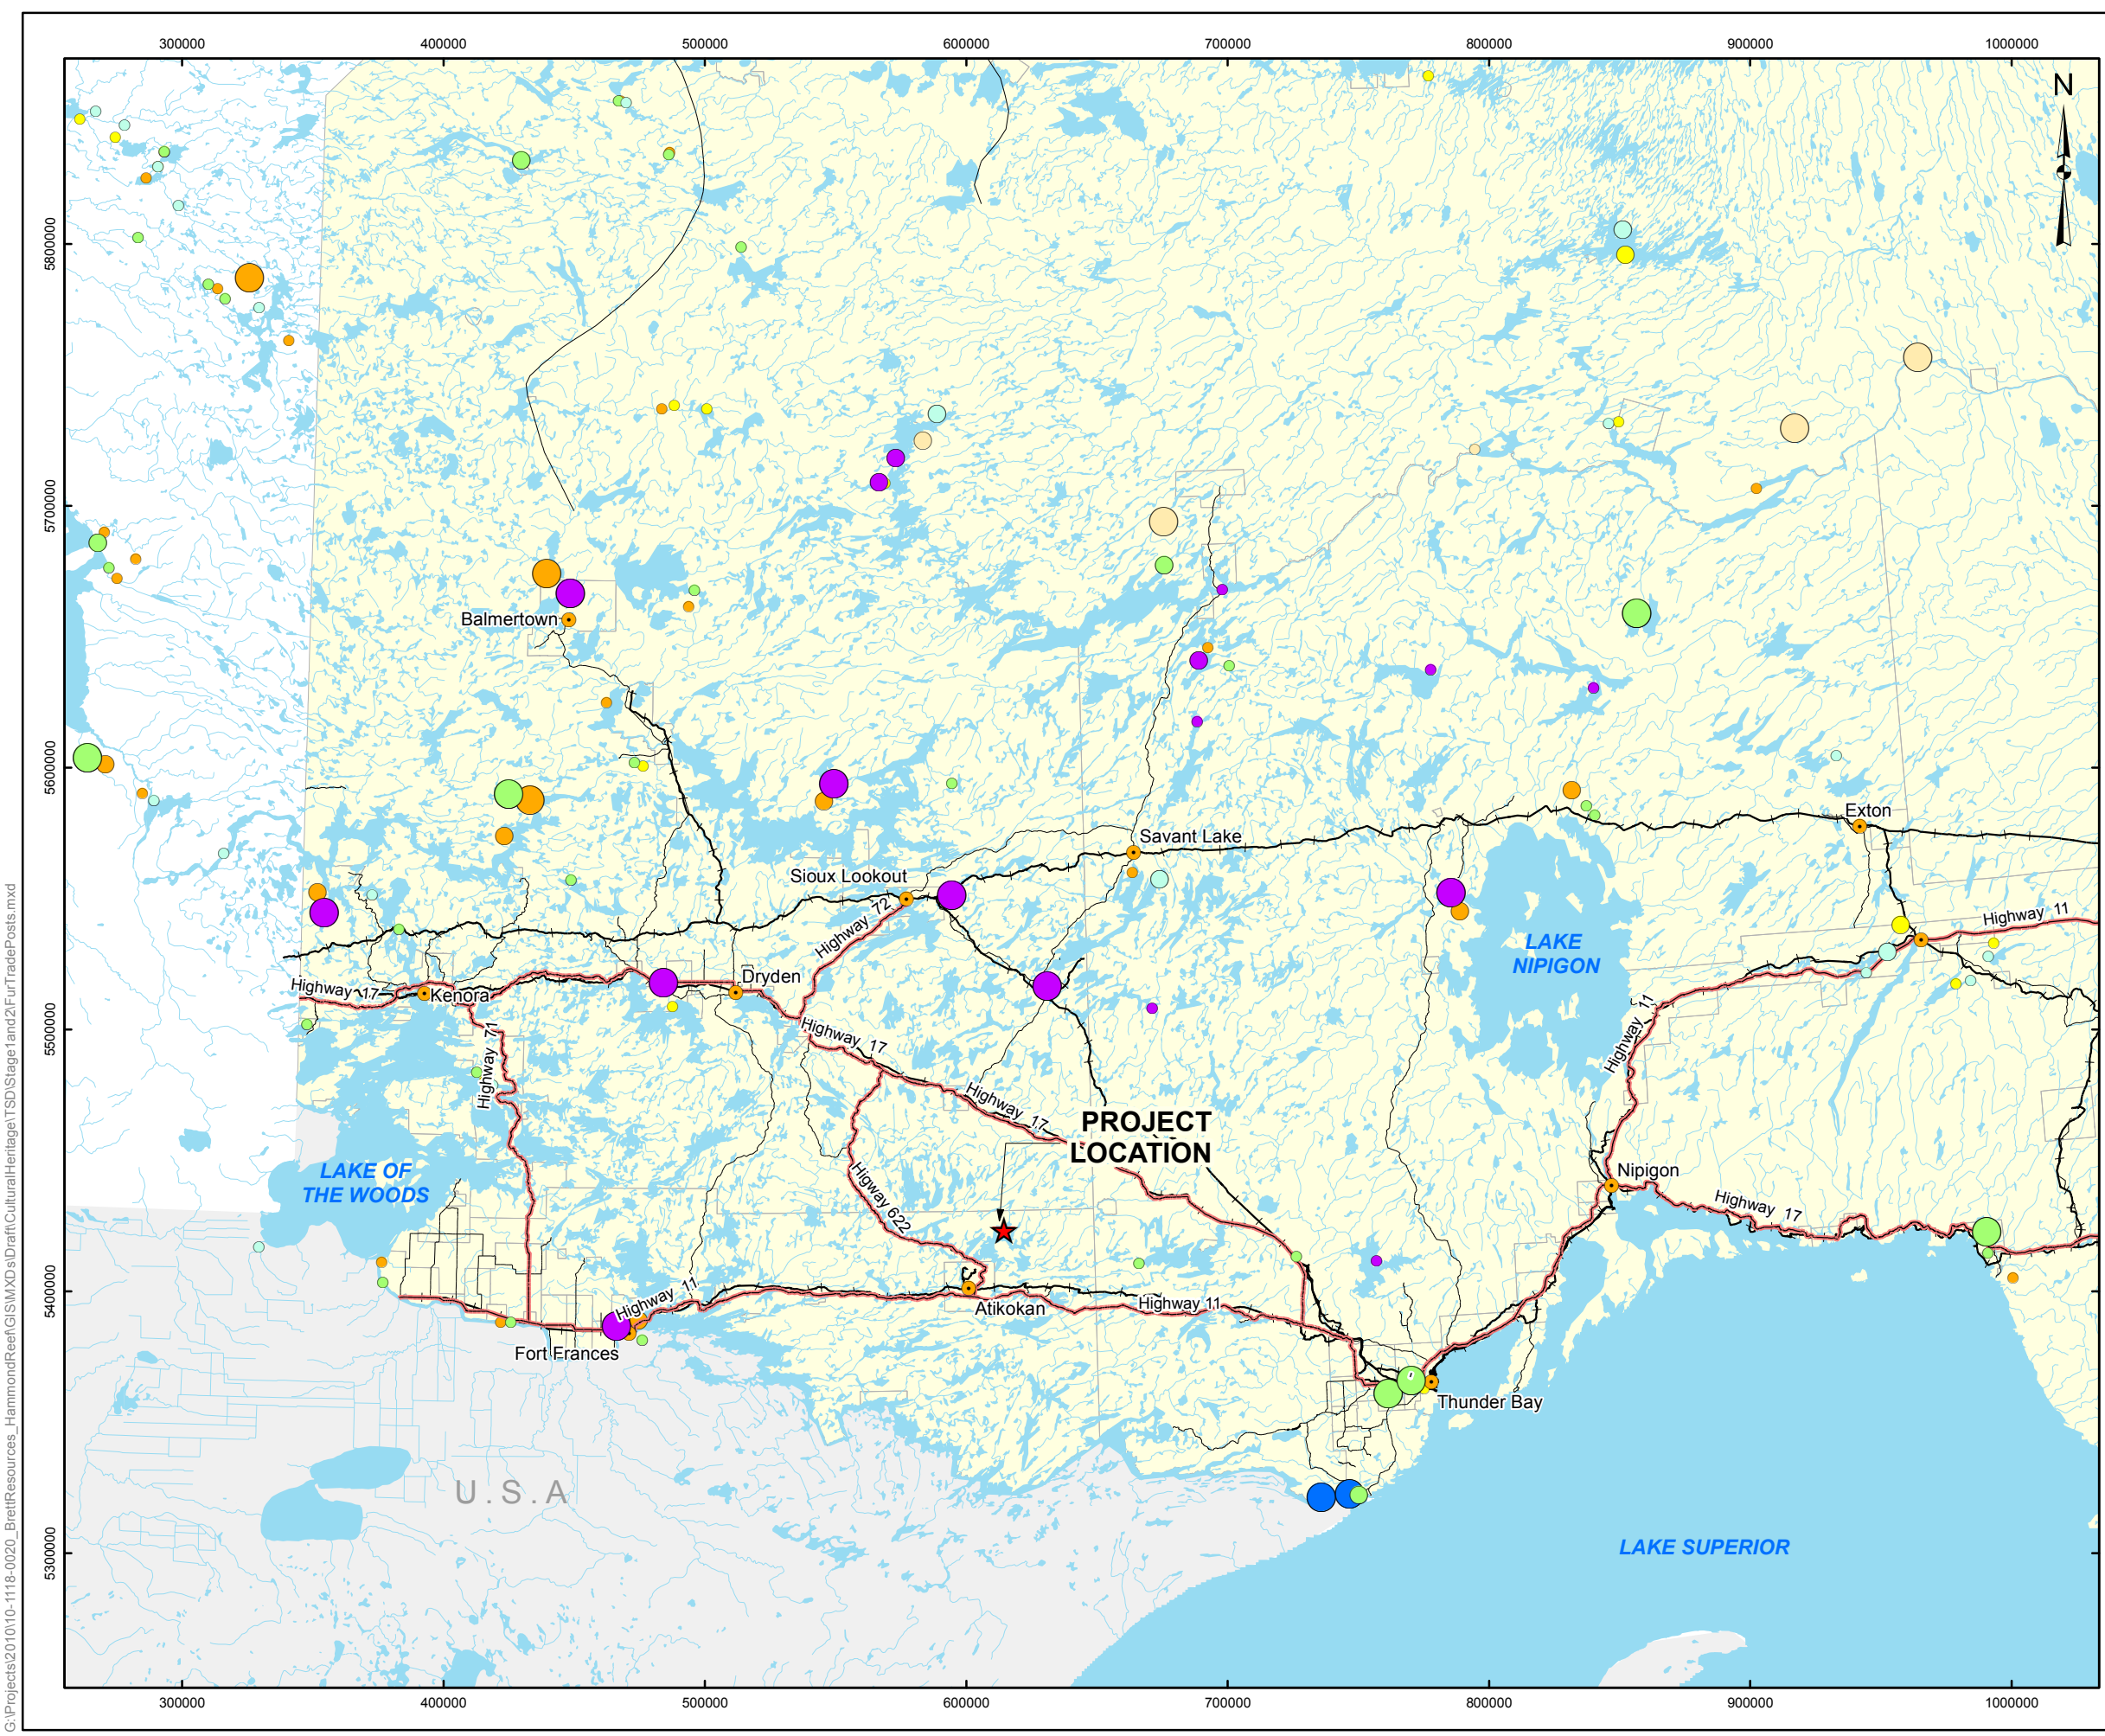 300000 400000 500000 600000 700000 800000 900000 1000000
N
5800000
5700000
Balmertown
5600000
Exton
Savant Lake
Sioux Lookout
Highway 72
Highway 11
LAKE
NIPIGON
Dryden
Highway 17
Kenora
5500000
Highway 17
Highway 71
Highway 11
Highway 17
PROJECT
LOCATION
LAKE OF
THE WOODS
Nipigon
Higway 622
Highway 17
5400000
Highway 11
Atikokan
Highway 11
Fort Frances
Thunder Bay
U.S.A
LAKE SUPERIOR
5300000
300000 400000 500000 600000 700000 800000 900000 1000000
G:\Projects\2010\10-1118-0020_BrettResources_HammondReef\GIS\MXDs\Draft\CulturalHeritage\TSD\Stage1and2FurTradePosts.mxd